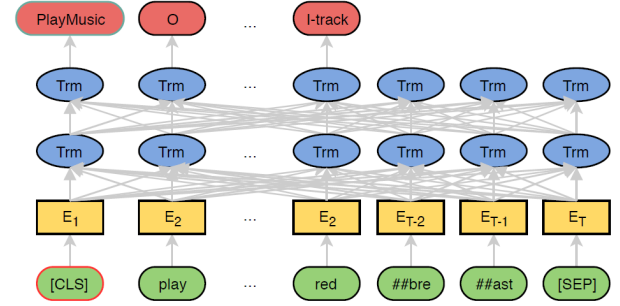 PlayMusic O ... I-track
Trm Trm ... Trm Trm Trm Trm
Trm Trm ... Trm Trm Trm Trm
E1 E2 ... E2 ET-2 ET-1 ET
[CLS] play ... red ##bre ##ast [SEP]